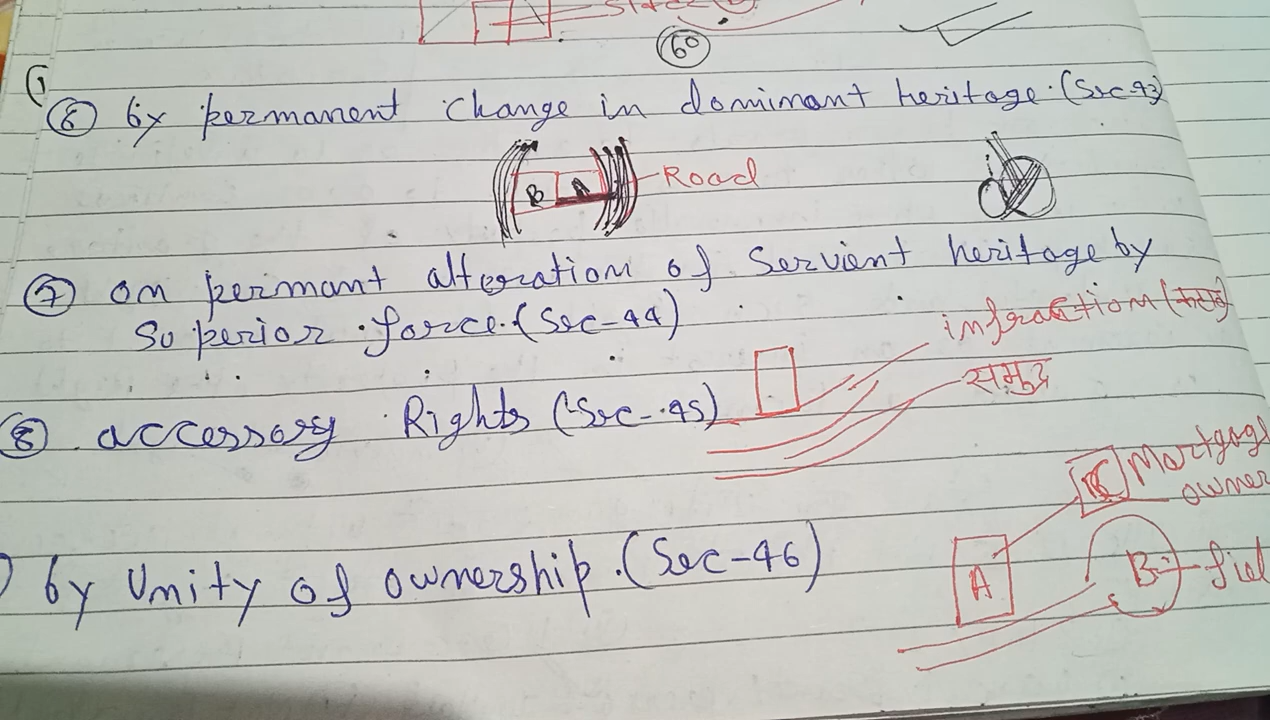 60
⑥ by permanent change in dominant heritage. (Sec 43)
B A Road
⑦ on permant alteration of Servient heritage by
Superior force. (Sec-44)
infraction
समुद्र
⑧ accessory Rights (Sec-45)
Mortgage
owner
by Unity of ownership. (Sec-46)
A B